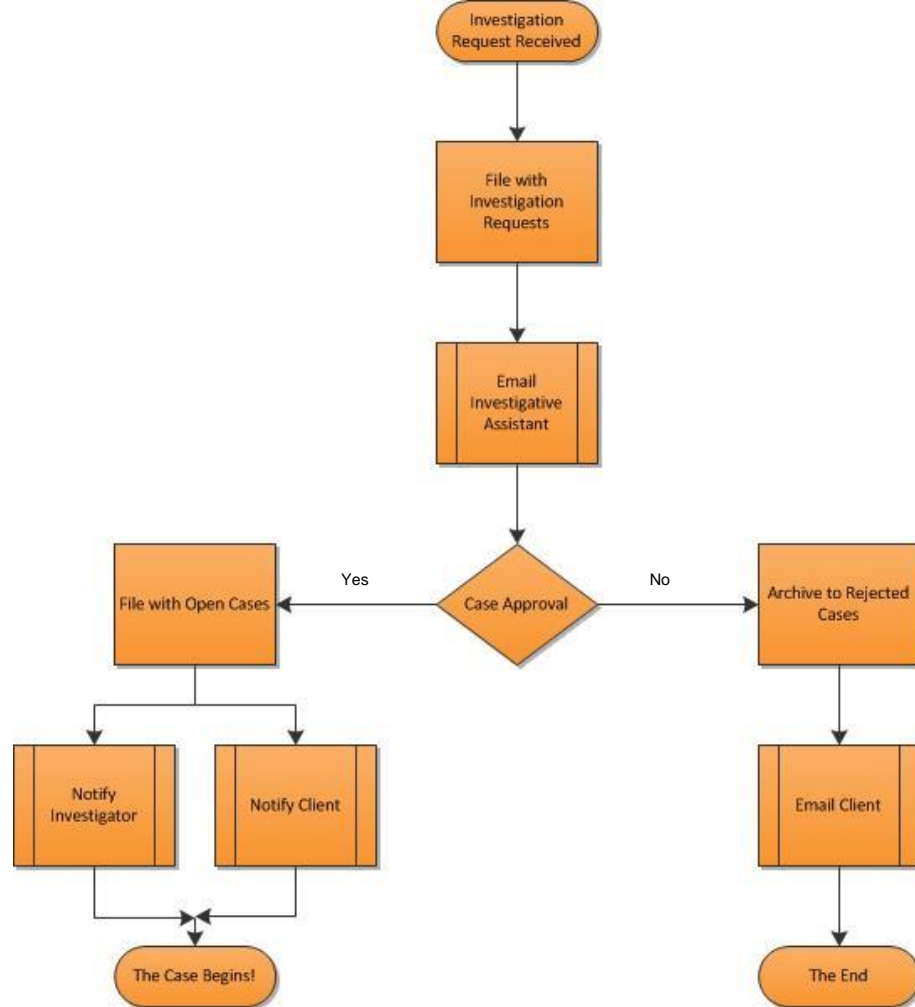 Investigation
Request Received
File with
Investigation
Requests
Email
Investigative
Assistant
Yes
No
File with Open Cases
Case Approval
Archive to Rejected
Cases
Notify
Investigator
Notify Client
Email Client
The Case Begins!
The End